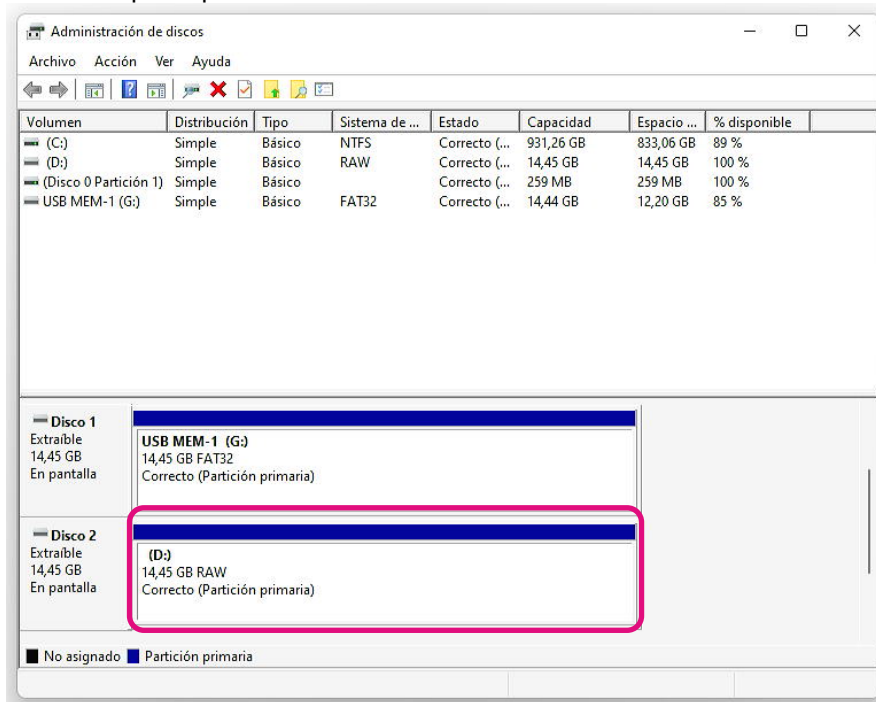 Administración de discos
Archivo Acción Ver Ayuda
Volumen Distribución Tipo Sistema de ... Estado Capacidad Espacio ... % disponible
(C:) Simple Básico NTFS Correcto (... 931,26 GB 833,06 GB 89 %
(D:) Simple Básico RAW Correcto (... 14,45 GB 14,45 GB 100 %
(Disco 0 Partición 1) Simple Básico Correcto (... 259 MB 259 MB 100 %
USB MEM-1 (G:) Simple Básico FAT32 Correcto (... 14,44 GB 12,20 GB 85 %
Disco 1
Extraíble
14,45 GB
En pantalla
USB MEM-1 (G:)
14,45 GB FAT32
Correcto (Partición primaria)
Disco 2
Extraíble
14,45 GB
En pantalla
(D:)
14,45 GB RAW
Correcto (Partición primaria)
No asignado Partición primaria